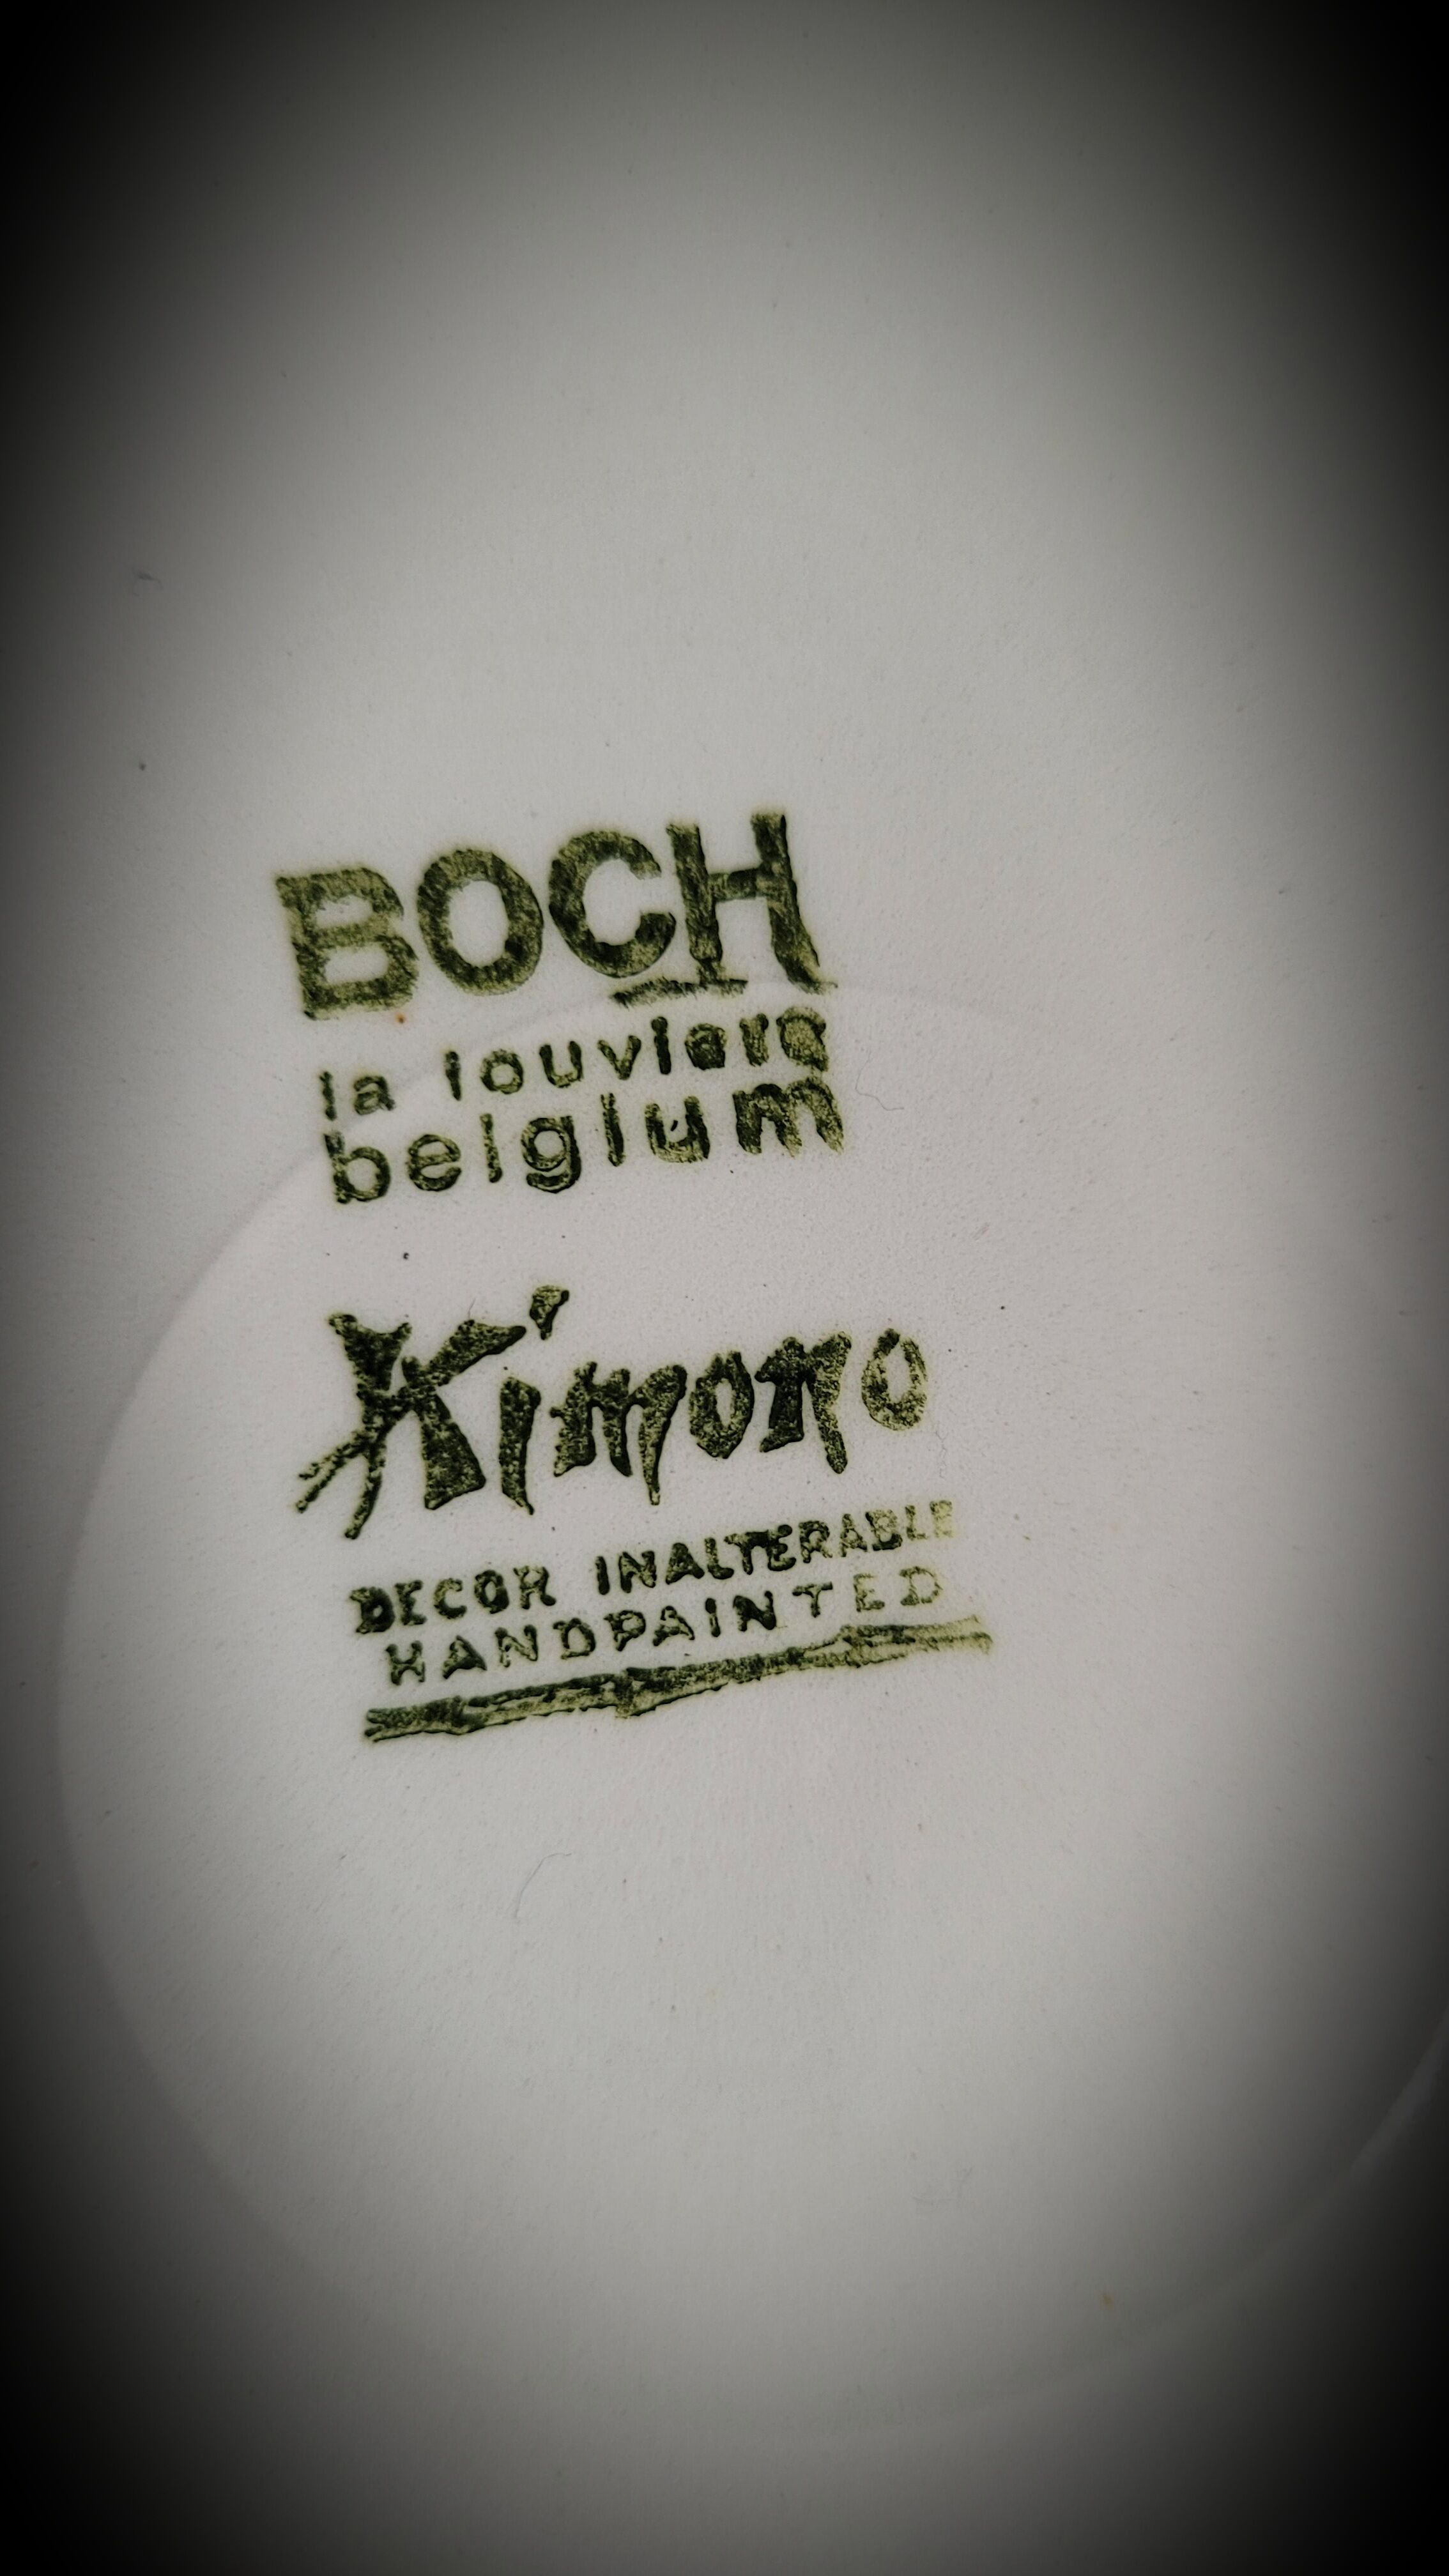 BOCH
la louviere
belgium
Kimono
DECOR INALTERABLE
HANDPAINTED